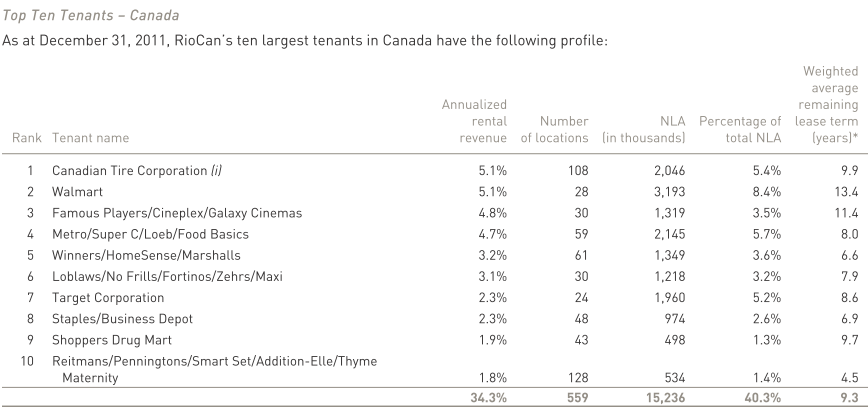 Top Ten Tenants – Canada
As at December 31, 2011, RioCan's ten largest tenants in Canada have the following profile:
Weighted
average
Annualized remaining
rental Number NLA Percentage of lease term
Rank Tenant name revenue of locations (in thousands) total NLA (years)*
1 Canadian Tire Corporation (i) 5.1% 108 2,046 5.4% 9.9
2 Walmart 5.1% 28 3,193 8.4% 13.4
3 Famous Players/Cineplex/Galaxy Cinemas 4.8% 30 1,319 3.5% 11.4
4 Metro/Super C/Loeb/Food Basics 4.7% 59 2,145 5.7% 8.0
5 Winners/HomeSense/Marshalls 3.2% 61 1,349 3.6% 6.6
6 Loblaws/No Frills/Fortinos/Zehrs/Maxi 3.1% 30 1,218 3.2% 7.9
7 Target Corporation 2.3% 24 1,960 5.2% 8.6
8 Staples/Business Depot 2.3% 48 974 2.6% 6.9
9 Shoppers Drug Mart 1.9% 43 498 1.3% 9.7
10 Reitmans/Penningtons/Smart Set/Addition-Elle/Thyme
Maternity 1.8% 128 534 1.4% 4.5
34.3% 559 15,236 40.3% 9.3